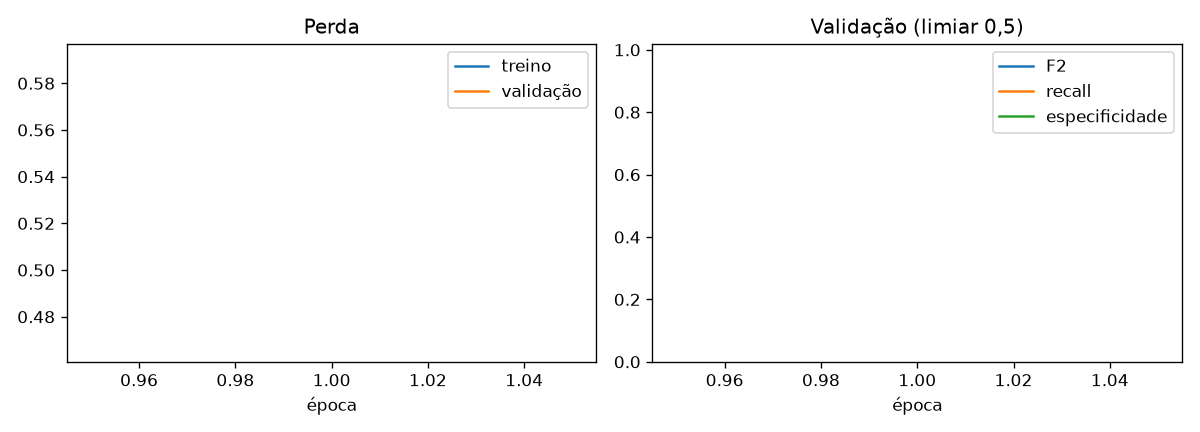 Perda
0.58
0.56
0.54
0.52
0.50
0.48
treino
validação
0.96 0.98 1.00 1.02 1.04
época
Validação (limiar 0,5)
1.0
0.8
0.6
0.4
0.2
0.0
F2
recall
especificidade
0.96 0.98 1.00 1.02 1.04
época